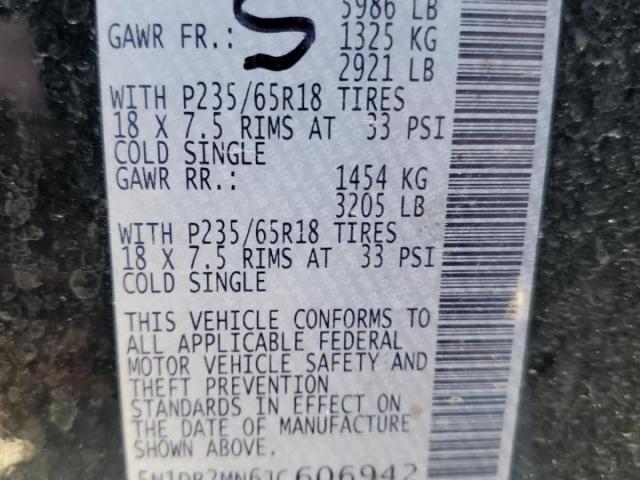 5986 LB
GAWR FR.: 1325 KG
2921 LB
WITH P235/65R18 TIRES
18 X 7.5 RIMS AT 33 PSI
COLD SINGLE
GAWR RR.: 1454 KG
3205 LB
WITH P235/65R18 TIRES
18 X 7.5 RIMS AT 33 PSI
COLD SINGLE
THIS VEHICLE CONFORMS TO
ALL APPLICABLE FEDERAL
MOTOR VEHICLE SAFETY AND
THEFT PREVENTION
STANDARDS IN EFFECT ON
THE DATE OF MANUFACTURE
SHOWN ABOVE.
5N1DR2MN6JC606942